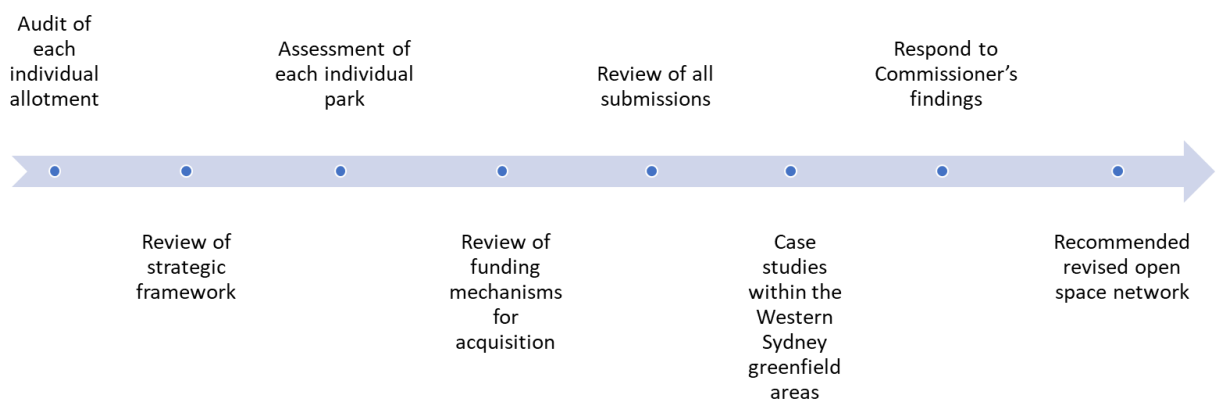 Audit of
each
individual
allotment
Review of
strategic
framework
Assessment of
each individual
park
Review of
funding
mechanisms
for
acquisition
Review of all
submissions
Case
studies
within the
Western
Sydney
greenfield
areas
Respond to
Commissioner’s
findings
Recommended
revised open
space network